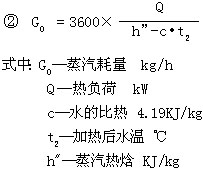 ② G₀ =3600× Q
h”-c•t₂
式中：G₀—蒸汽耗量 kg/h
Q—热负荷 kW
c—水的比热 4.19KJ/kg
t₂—加热后水温 ℃
h"—蒸汽热焓 KJ/kg